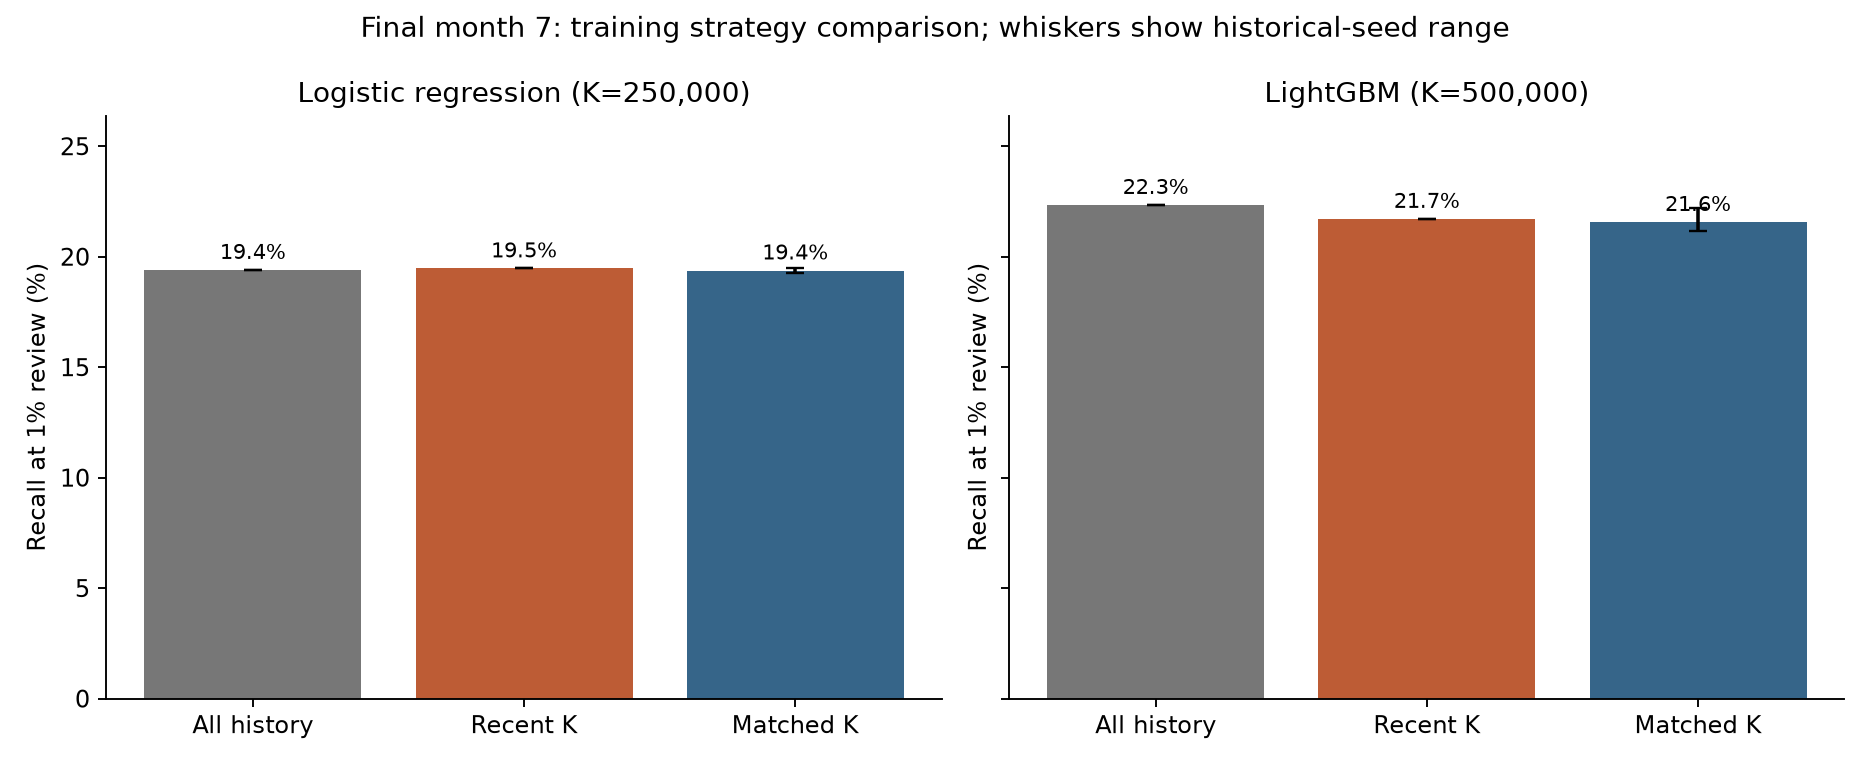 Final month 7: training strategy comparison; whiskers show historical-seed range
Logistic regression (K=250,000)
Recall at 1% review (%)
25
20
15
10
5
0
19.4%
19.5%
19.4%
All history
Recent K
Matched K
LightGBM (K=500,000)
Recall at 1% review (%)
22.3%
21.7%
21.6%
All history
Recent K
Matched K